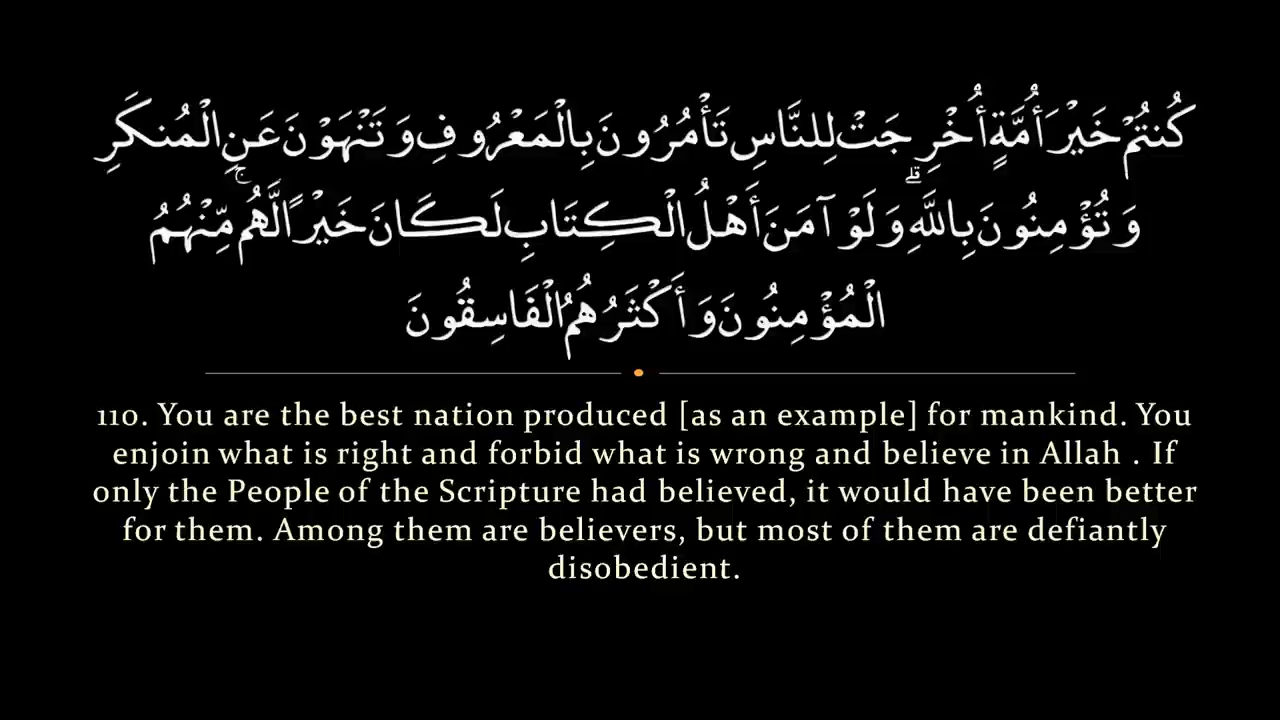 كُنتُمْ خَيْرَ أُمَّةٍ أُخْرِجَتْ لِلنَّاسِ تَأْمُرُونَ بِالْمَعْرُوفِ وَتَنْهَوْنَ عَنِ الْمُنكَرِ
وَتُؤْمِنُونَ بِاللَّهِ ۗ وَلَوْ آمَنَ أَهْلُ الْكِتَابِ لَكَانَ خَيْرًا لَّهُم ۚ مِّنْهُمُ
الْمُؤْمِنُونَ وَأَكْثَرُهُمُ الْفَاسِقُونَ
110. You are the best nation produced [as an example] for mankind. You
enjoin what is right and forbid what is wrong and believe in Allah . If
only the People of the Scripture had believed, it would have been better
for them. Among them are believers, but most of them are defiantly
disobedient.